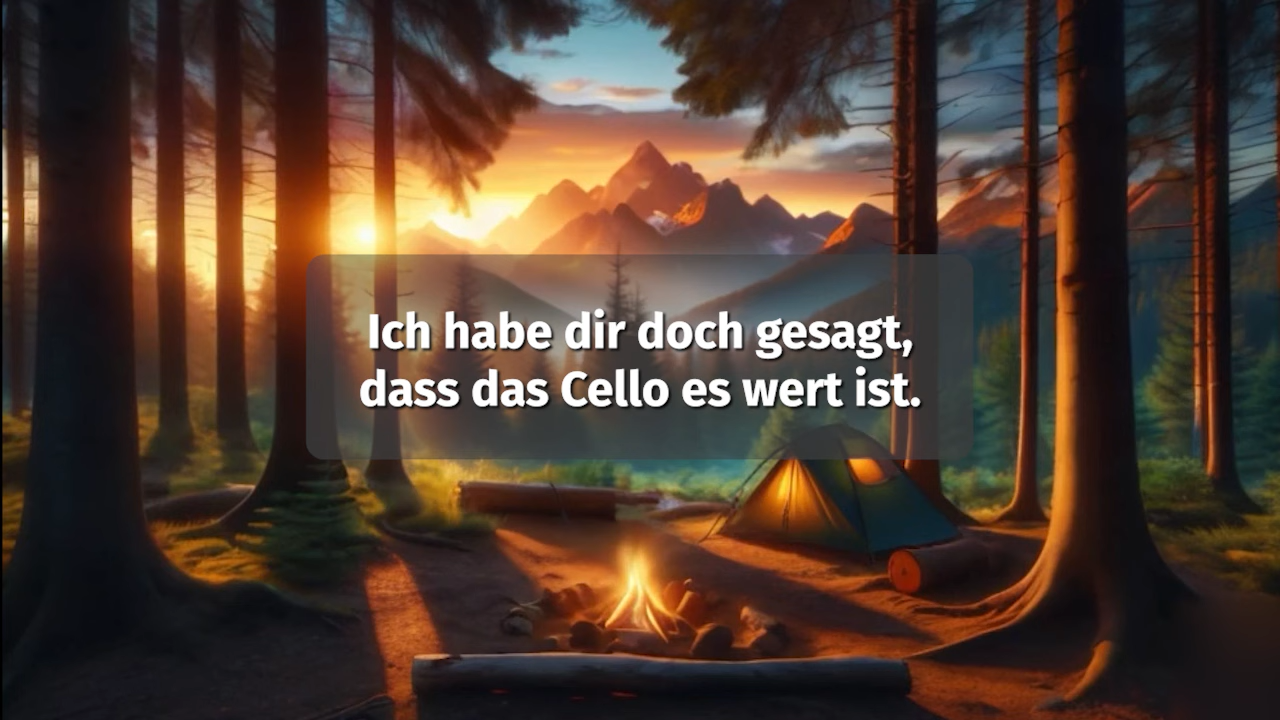 Ich habe dir doch gesagt,
dass das Cello es wert ist.